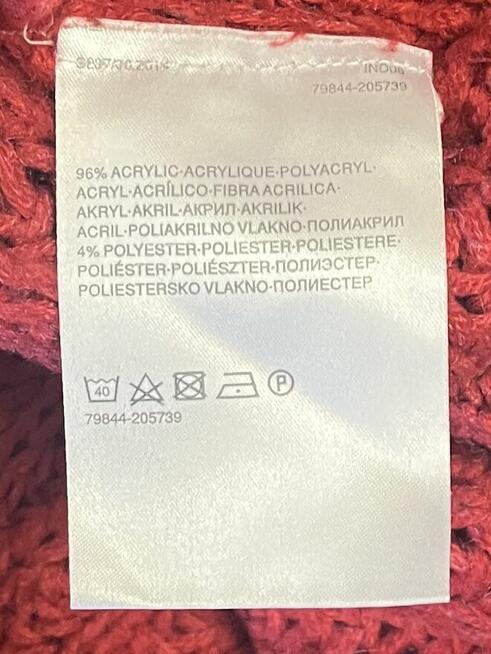 INO06
79844-205739
96% ACRYLIC·ACRYLIQUE·POLYACRYL·
ACRYL·ACRÍLICO·FIBRA ACRILICA·
AKRYL·AKRIL·АКРИЛ·AKRILIK·
ACRIL·POLIAKRILNO VLAKNO·ПОЛИАКРИЛ
4% POLYESTER·POLIESTER·POLIESTERE·
POLIÉSTER·POLIÉSZTER·ПОЛИЭСТЕР·
POLIESTERSKO VLAKNO·ПОЛИЕСТЕР
40 P
79844-205739